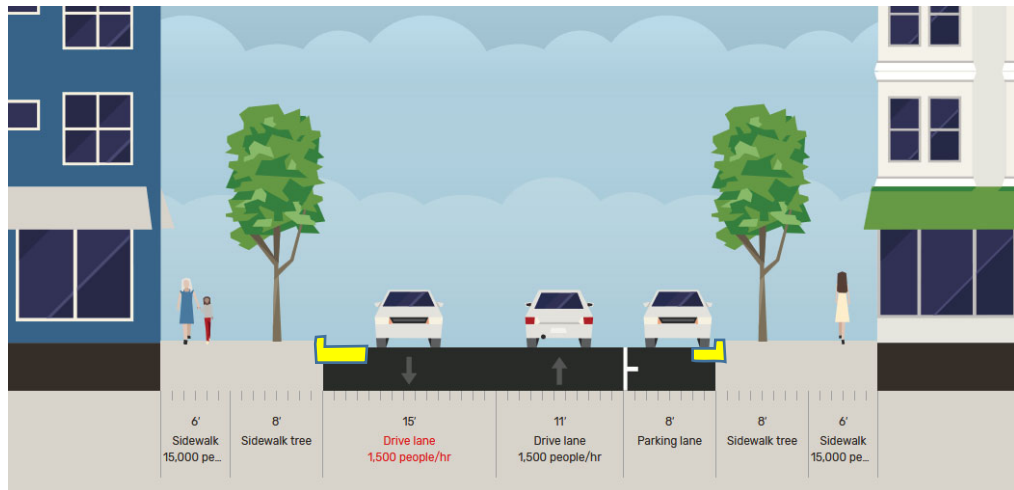 6' 8' 15' 11' 8' 8' 6'
Sidewalk Sidewalk tree Drive lane Drive lane Parking lane Sidewalk tree Sidewalk
15,000 pe... 1,500 people/hr 1,500 people/hr 15,000 pe...